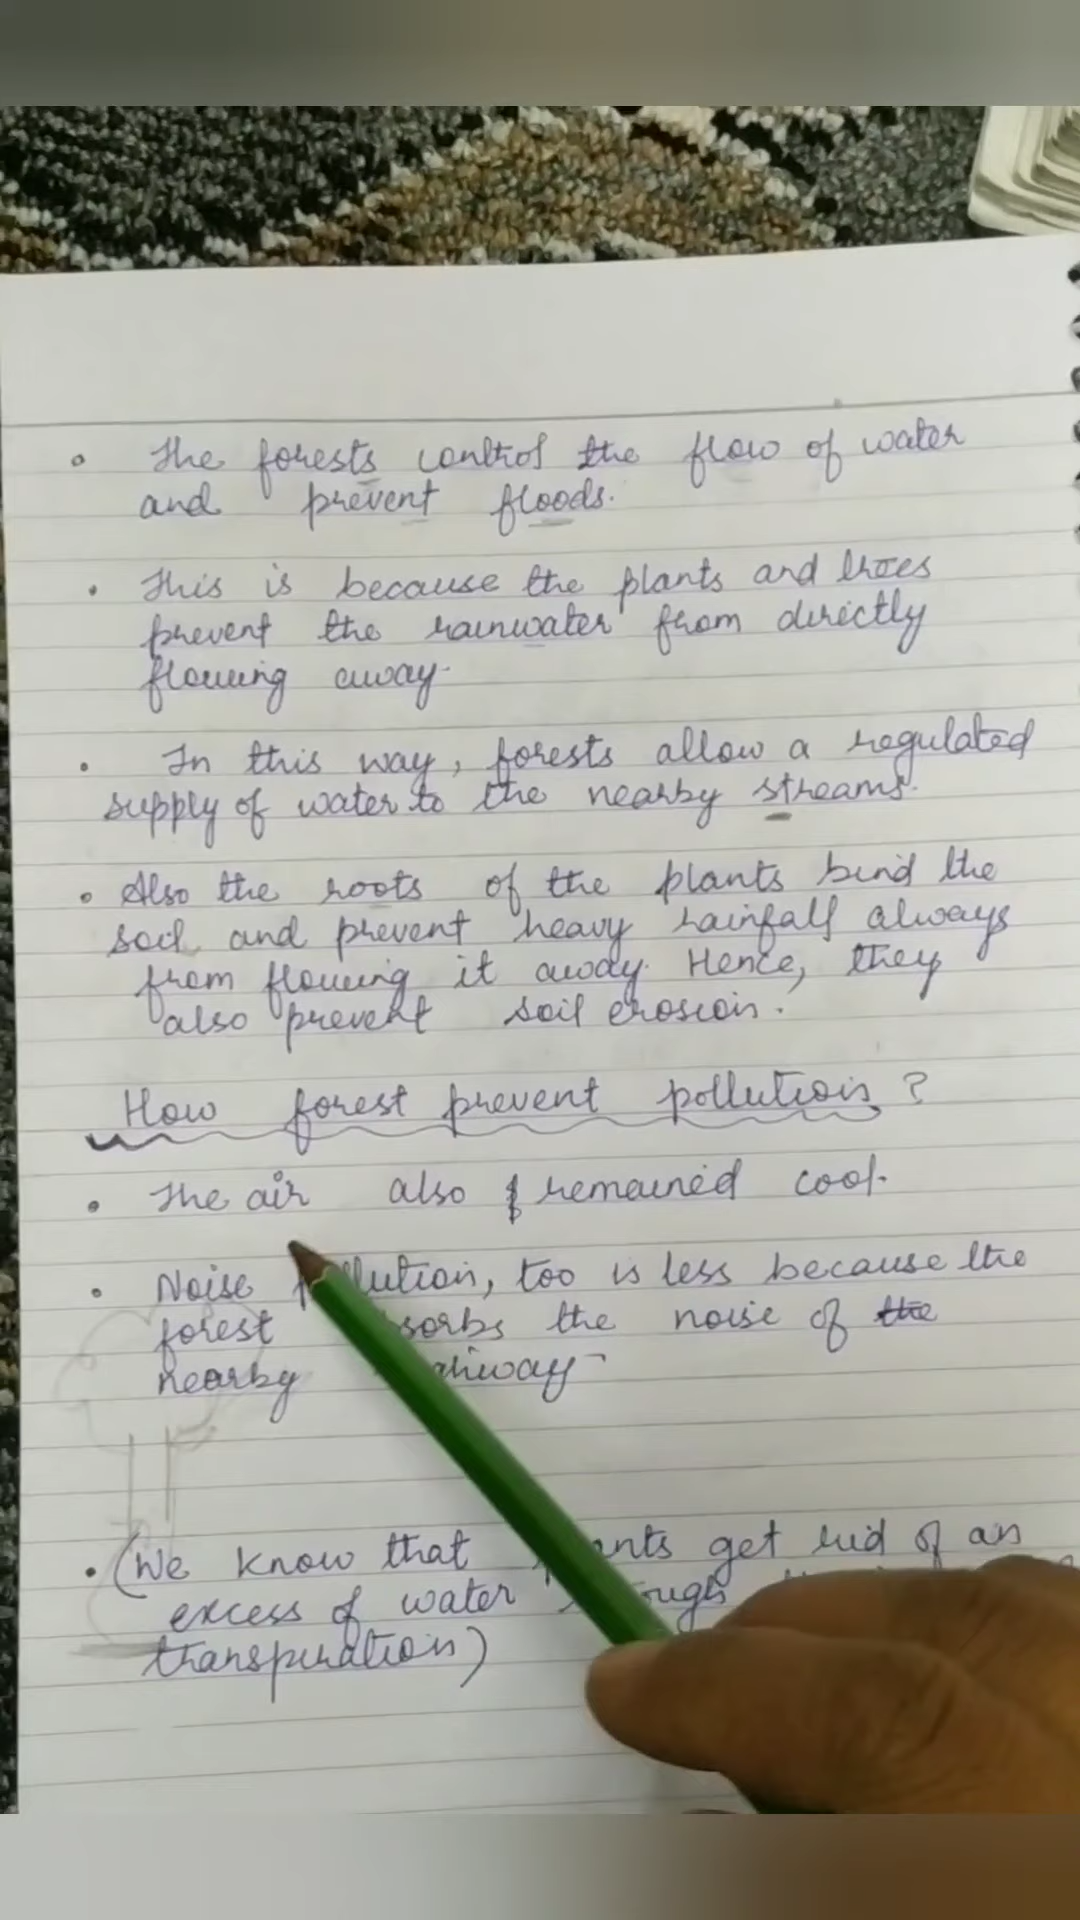 The forests control the flow of water
and prevent floods.
This is because the plants and trees
prevent the rainwater from directly
flowing away.
In this way, forests allow a regulated
supply of water to the nearby streams.
Also the roots of the plants bind the
soil and prevent heavy rainfall always
from flowing it away. Hence, they
also prevent soil erosion.
How forest prevent pollution?
The air also remained cool.
Noise pollution, too is less because the
forest absorbs the noise of the
nearby
(We know that plants get rid of an
excess of water through
transpiration)